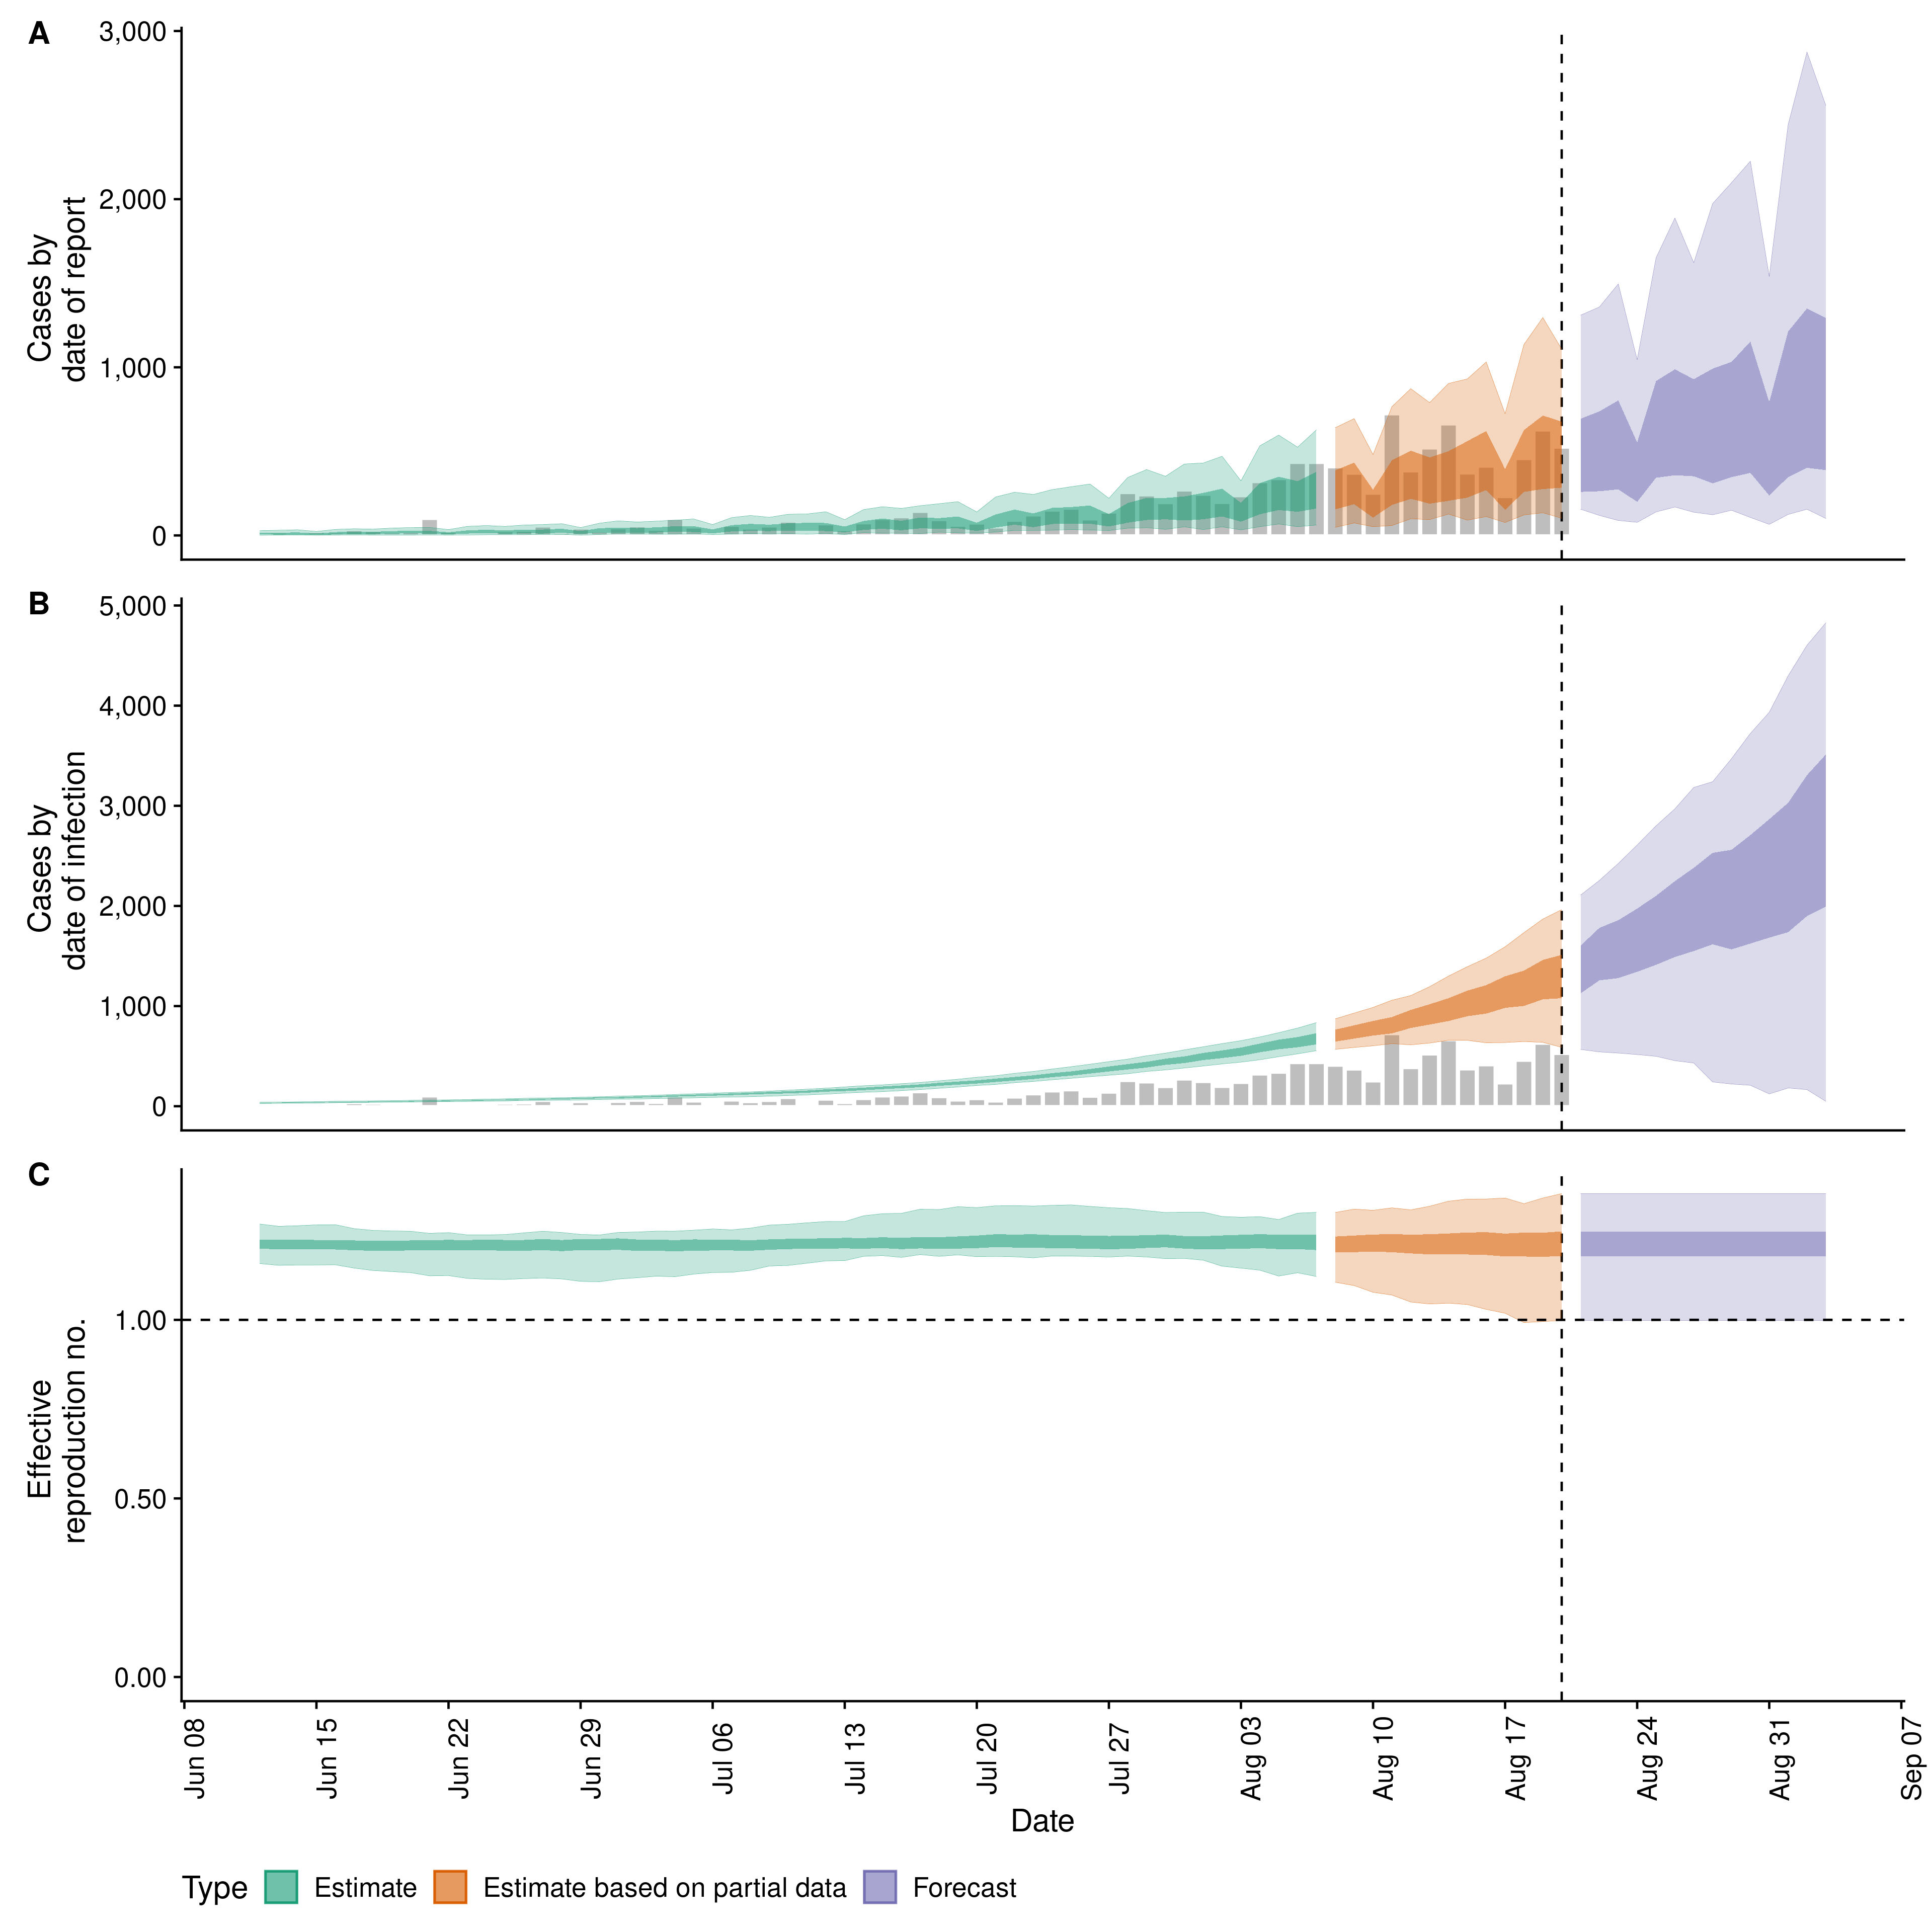 A
3,000
2,000
1,000
0
Cases by
date of report
B
5,000
4,000
3,000
2,000
1,000
0
Cases by
date of infection
C
1.00
0.50
0.00
Effective
reproduction no.
Jun 08
Jun 15
Jun 22
Jun 29
Jul 06
Jul 13
Jul 20
Jul 27
Aug 03
Aug 10
Aug 17
Aug 24
Aug 31
Sep 07
Date
Type
Estimate
Estimate based on partial data
Forecast